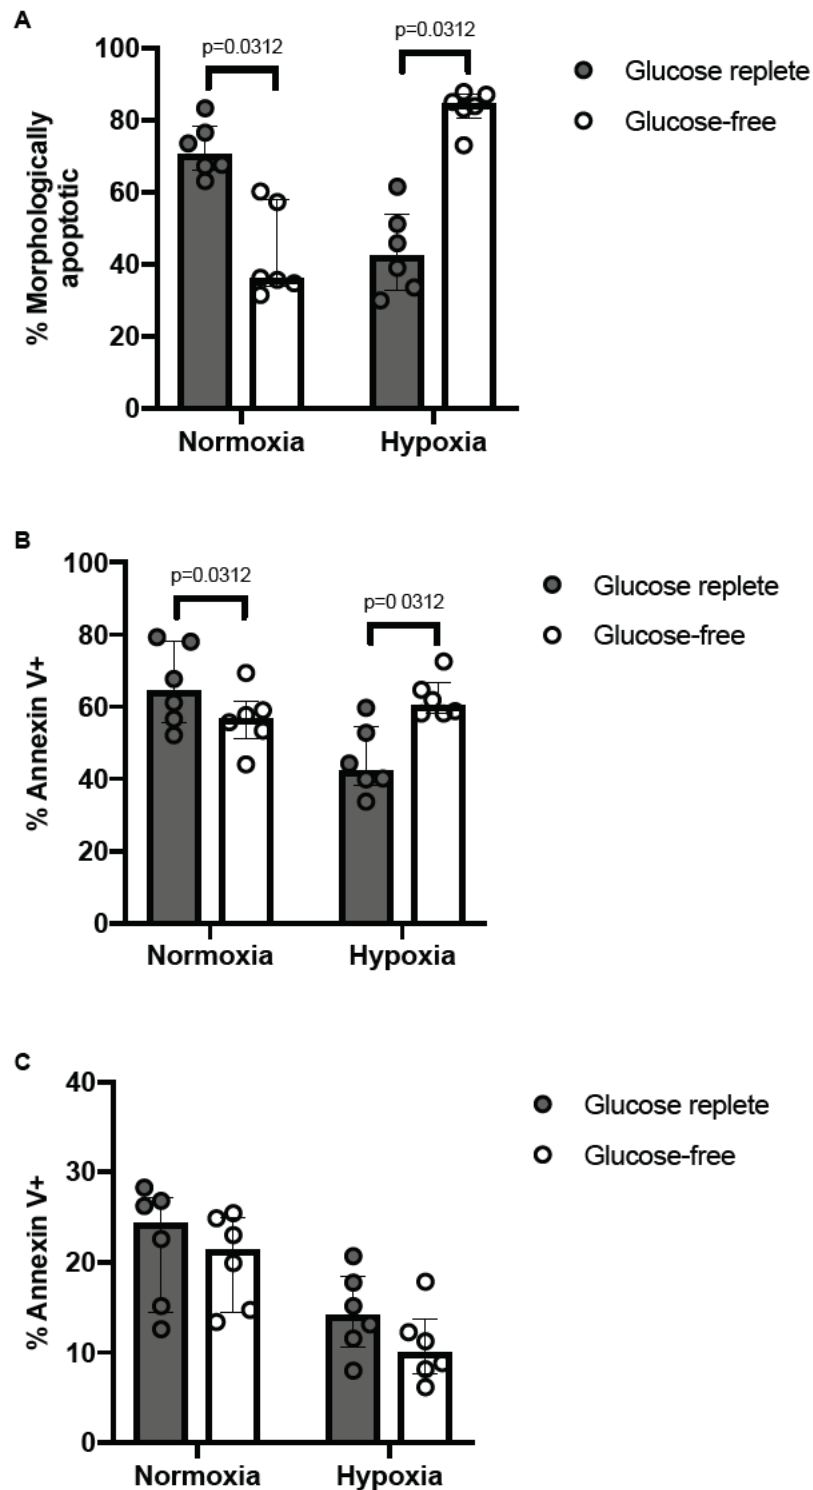 A
p=0.0312
p=0.0312
100
80
60
40
20
0
% Morphologically
apoptotic
Normoxia
Hypoxia
Glucose replete
Glucose-free
B
p=0.0312
p=0 0312
100
80
60
40
20
0
% Annexin V+
Normoxia
Hypoxia
Glucose replete
Glucose-free
C
40
30
20
10
0
% Annexin V+
Normoxia
Hypoxia
Glucose replete
Glucose-free